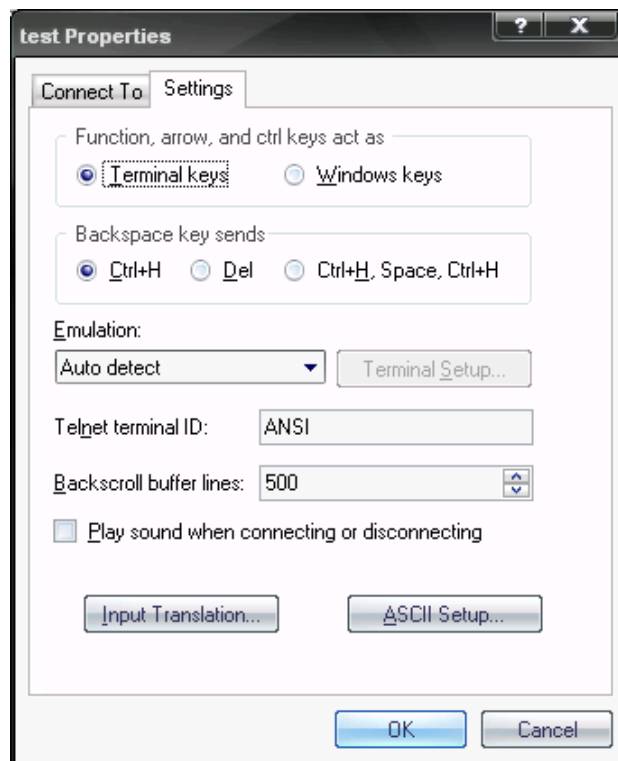 test Properties
? X
Connect To Settings
Function, arrow, and ctrl keys act as
Terminal keys Windows keys
Backspace key sends
Ctrl+H Del Ctrl+H, Space, Ctrl+H
Emulation:
Auto detect Terminal Setup...
Telnet terminal ID: ANSI
Backscroll buffer lines: 500
Play sound when connecting or disconnecting
Input Translation... ASCII Setup...
OK Cancel